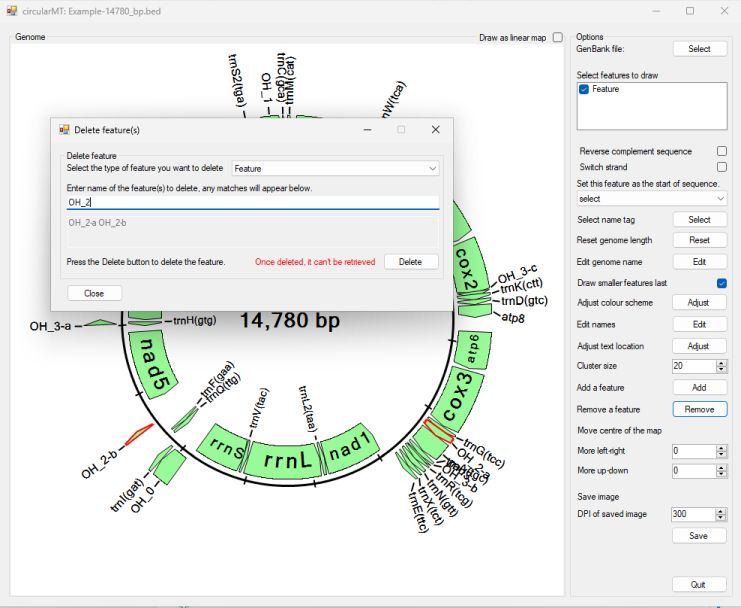 circularMT: Example-14780_bp.bed
Genome
Draw as linear map
trnS2(tga)
OH_1
trnC(gca)
trnM(cat)
trnW(tca)
Delete feature(s)
Delete feature
Select the type of feature you want to delete
Feature
Enter name of the feature(s) to delete, any matches will appear below.
OH_2
OH_2-a OH_2-b
Press the Delete button to delete the feature.
Once deleted, it can't be retrieved
Delete
Close
cox2
OH_3-c
trnK(ctt)
trnD(gtc)
atp8
atp6
cox3
trnG(tcc)
OH_2-a
OH_3-b
trnR(tcg)
trnN(gtt)
trnX(tct)
trnE(ttc)
nad1
trnL2(taa)
rrnL
trnV(tac)
rrnS
trnF(gaa)
trnQ(ttg)
OH_0
trnI(gat)
OH_2-b
nad5
OH_3-a
trnH(gtg)
14,780 bp
Options
GenBank file:
Select
Select features to draw
Feature
Reverse complement sequence
Switch strand
Set this feature as the start of sequence.
select
Select name tag
Select
Reset genome length
Reset
Edit genome name
Edit
Draw smaller features last
Adjust colour scheme
Adjust
Edit names
Edit
Adjust text location
Adjust
Cluster size
20
Add a feature
Add
Remove a feature
Remove
Move centre of the map
More left-right
0
More up-down
0
Save image
DPI of saved image
300
Save
Quit